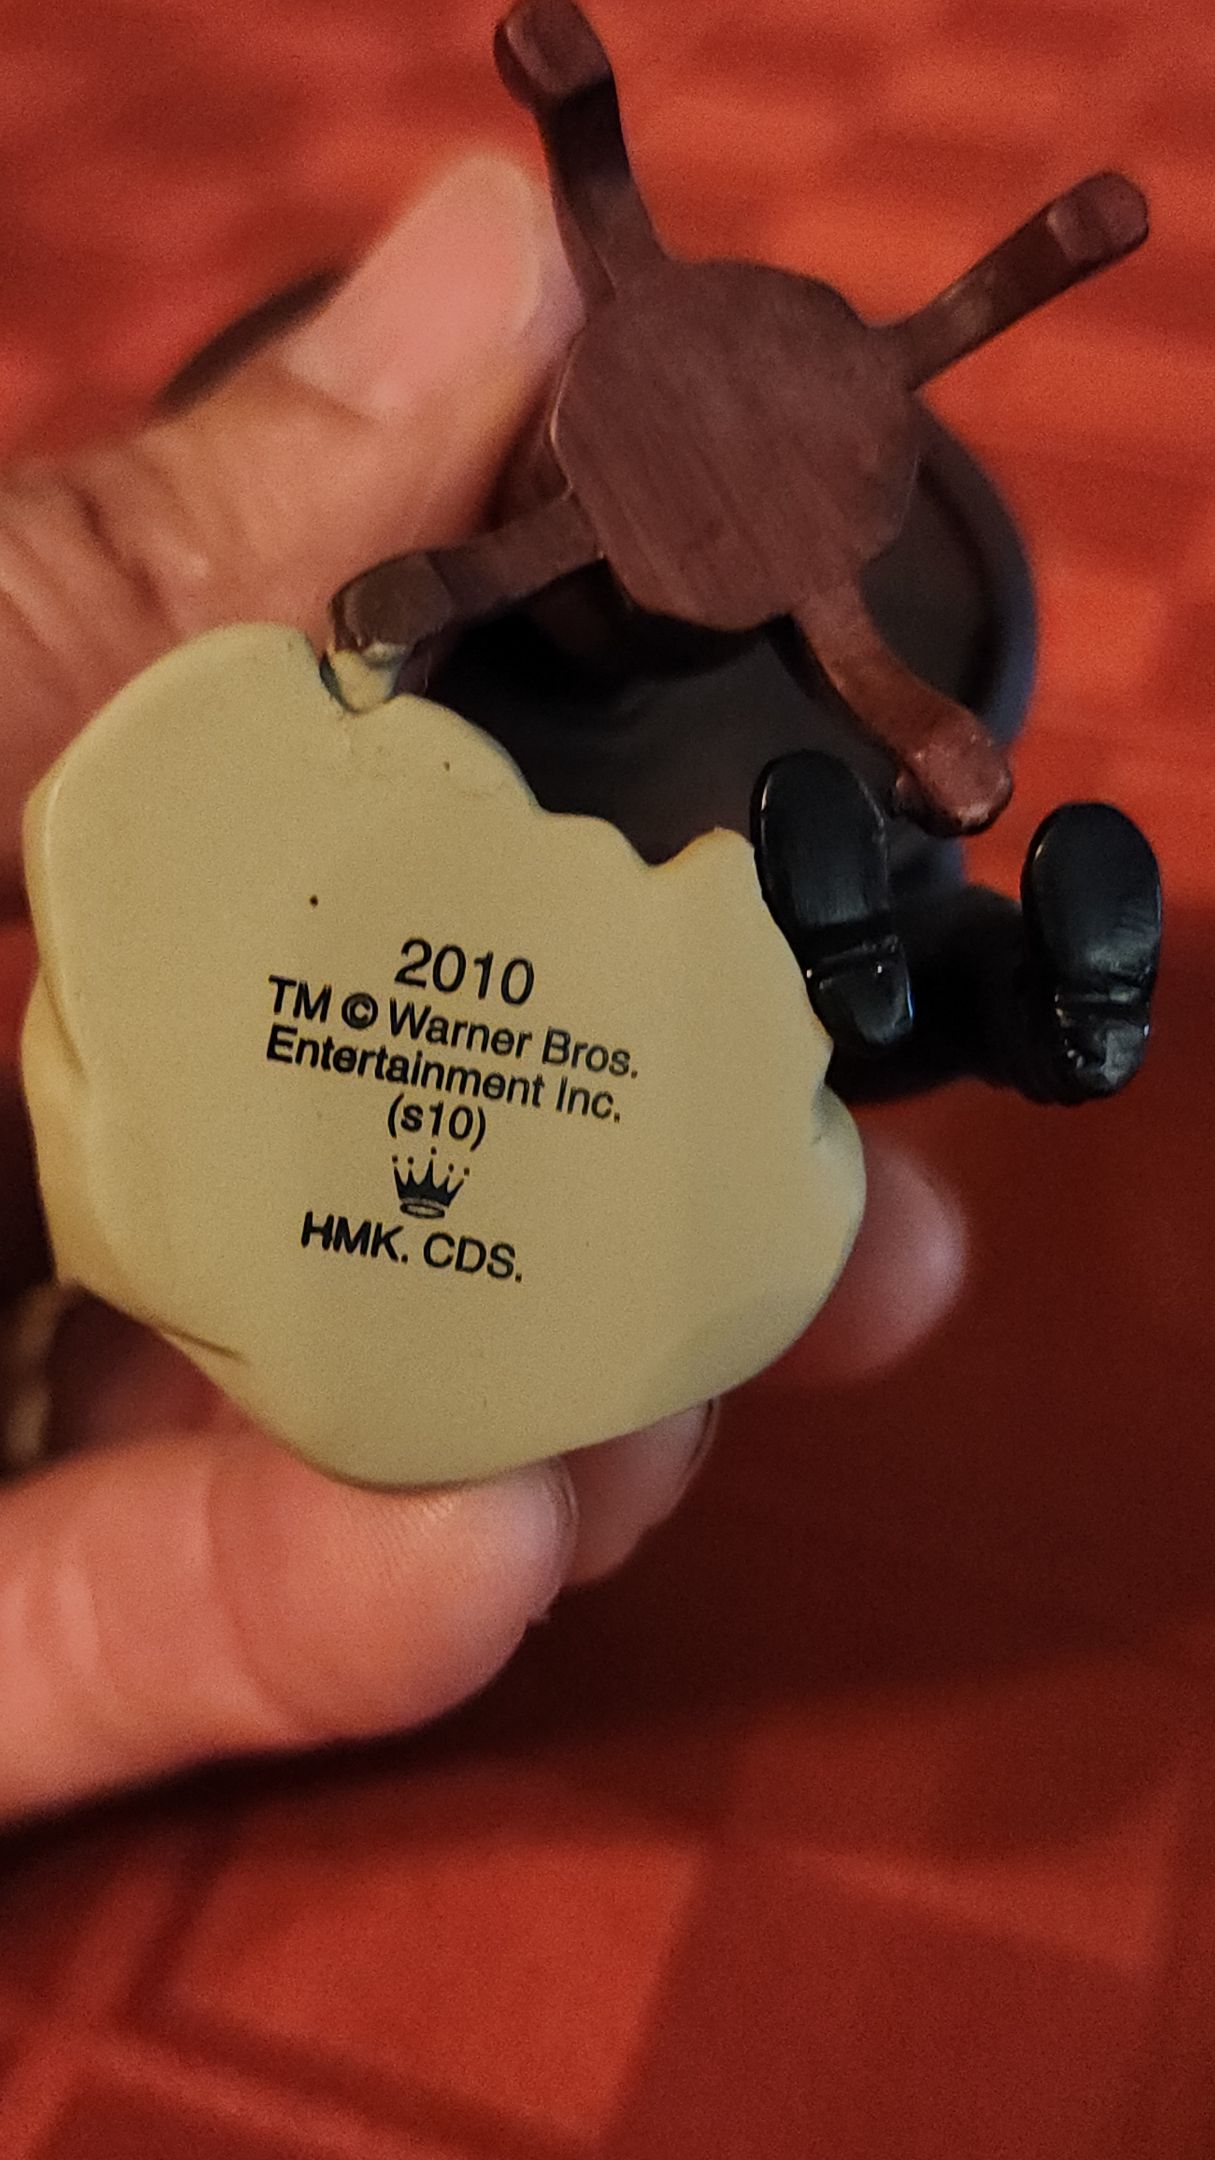 2010
TM © Warner Bros.
Entertainment Inc.
(s10)
HMK. CDS.